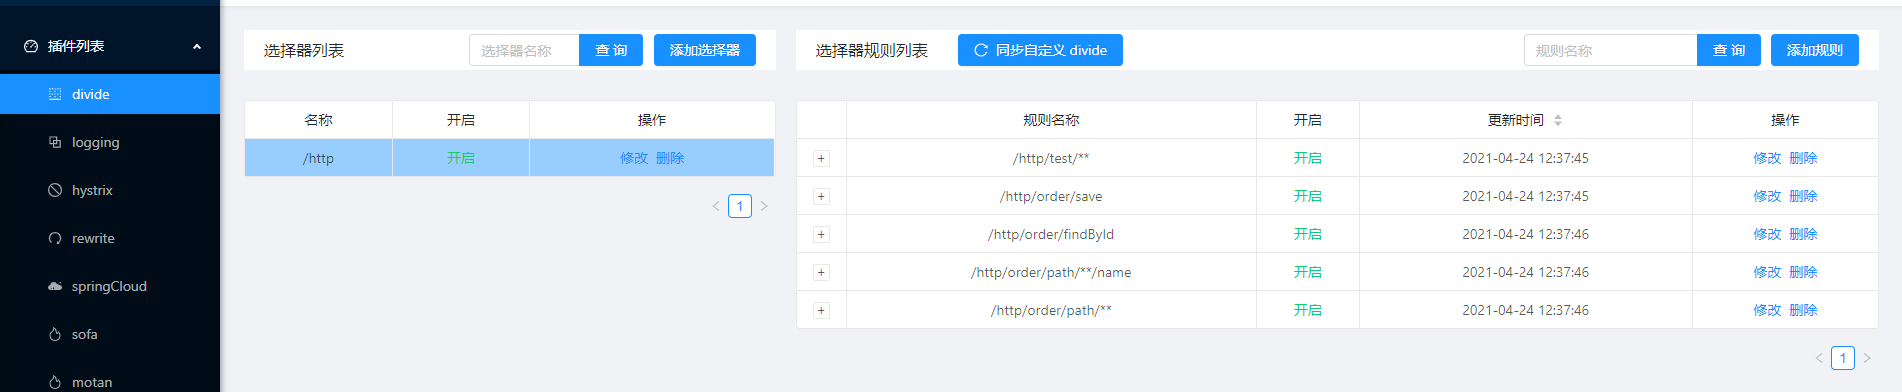 插件列表
divide
logging
hystrix
rewrite
springCloud
sofa
motan
选择器列表
选择器名称
查 询
添加选择器
名称 开启 操作
/http 开启 修改 删除
< 1 >
选择器规则列表
同步自定义 divide
规则名称
查 询
添加规则
规则名称 开启 更新时间 操作
+ /http/test/** 开启 2021-04-24 12:37:45 修改 删除
+ /http/order/save 开启 2021-04-24 12:37:45 修改 删除
+ /http/order/findById 开启 2021-04-24 12:37:46 修改 删除
+ /http/order/path/**/name 开启 2021-04-24 12:37:46 修改 删除
+ /http/order/path/** 开启 2021-04-24 12:37:46 修改 删除
< 1 >